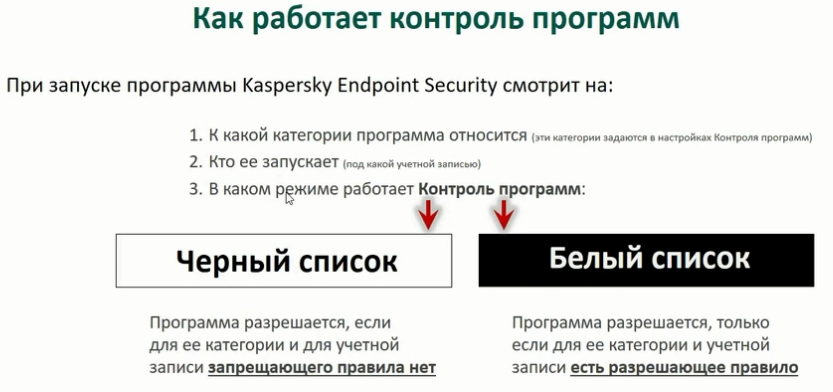 Как работает контроль программ
При запуске программы Kaspersky Endpoint Security смотрит на:
1. К какой категории программа относится (эти категории задаются в настройках Контроля программ)
2. Кто ее запускает (под какой учетной записью)
3. В каком режиме работает Контроль программ:
Черный список
Белый список
Программа разрешается, если
для ее категории и для учетной
записи запрещающего правила нет
Программа разрешается, только
если для ее категории и учетной
записи есть разрешающее правило